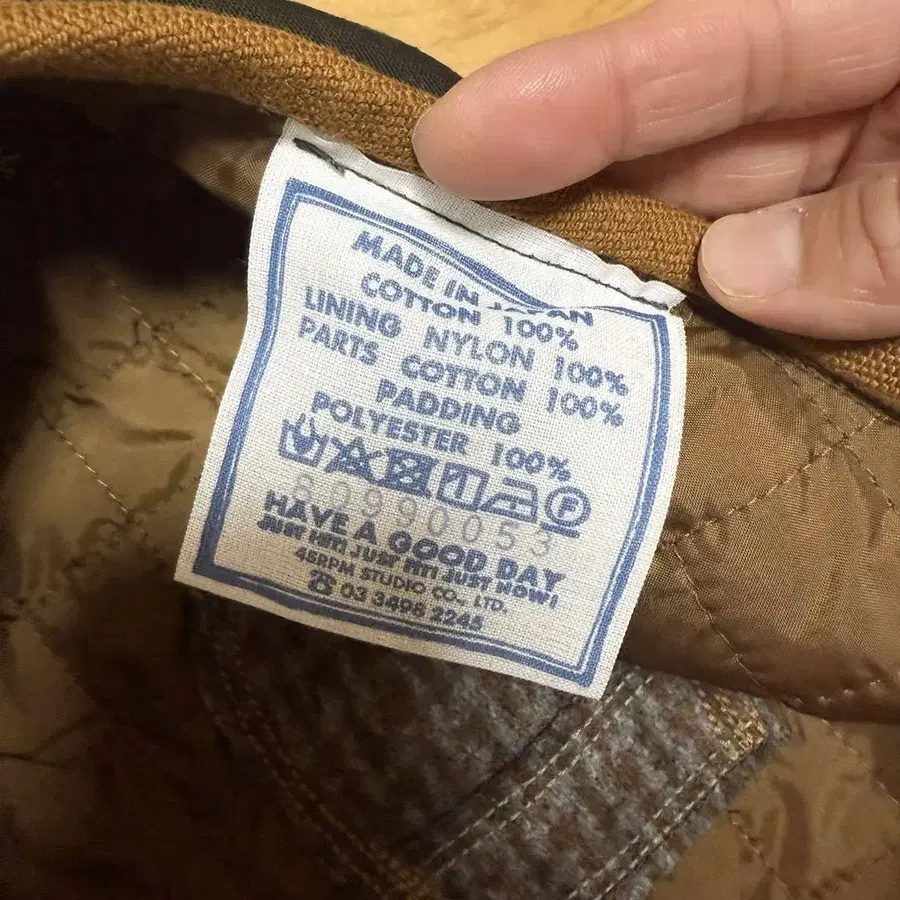 MADE IN JAPAN
COTTON 100%
LINING NYLON 100%
PARTS COTTON 100%
PADDING
POLYESTER 100%
P
60990053
HAVE A GOOD DAY
JUST HIT! JUST FIT! JUST NOW!
45RPM STUDIO CO., LTD.
☎ 03 3498 2245